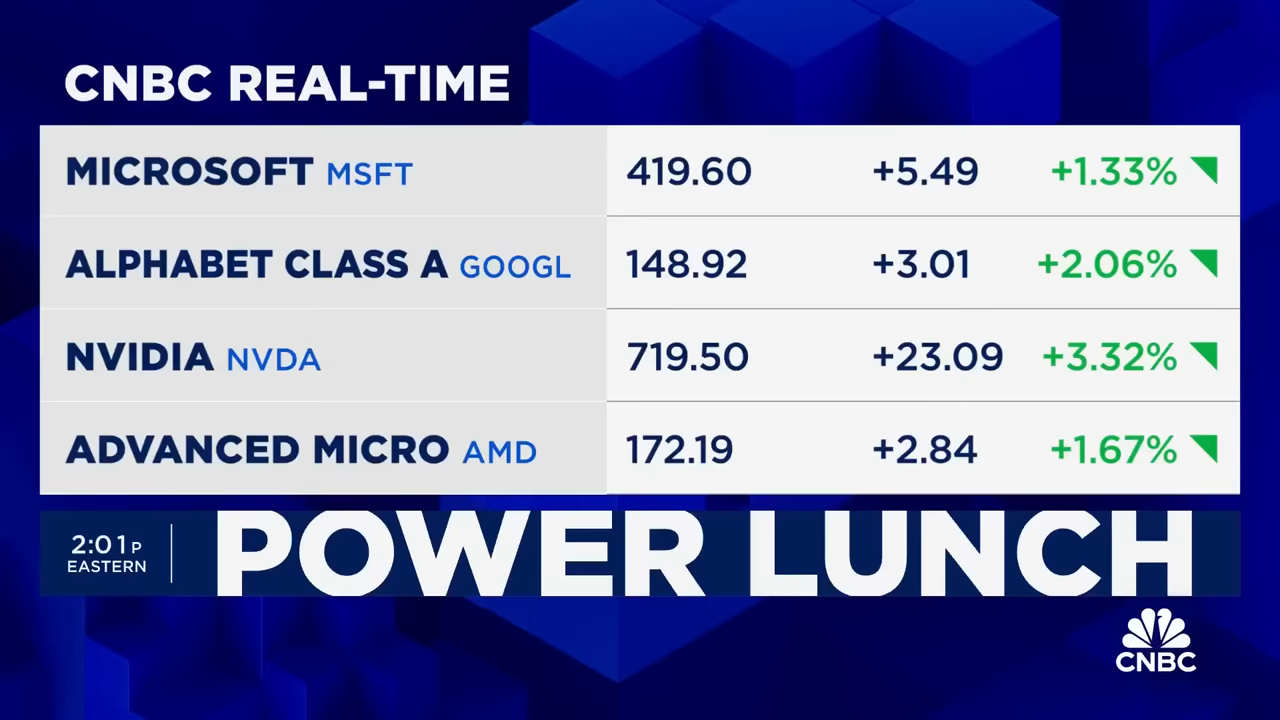 CNBC REAL-TIME
MICROSOFT MSFT 419.60 +5.49 +1.33%
ALPHABET CLASS A GOOGL 148.92 +3.01 +2.06%
NVIDIA NVDA 719.50 +23.09 +3.32%
ADVANCED MICRO AMD 172.19 +2.84 +1.67%
2:01P
EASTERN
POWER LUNCH
CNBC